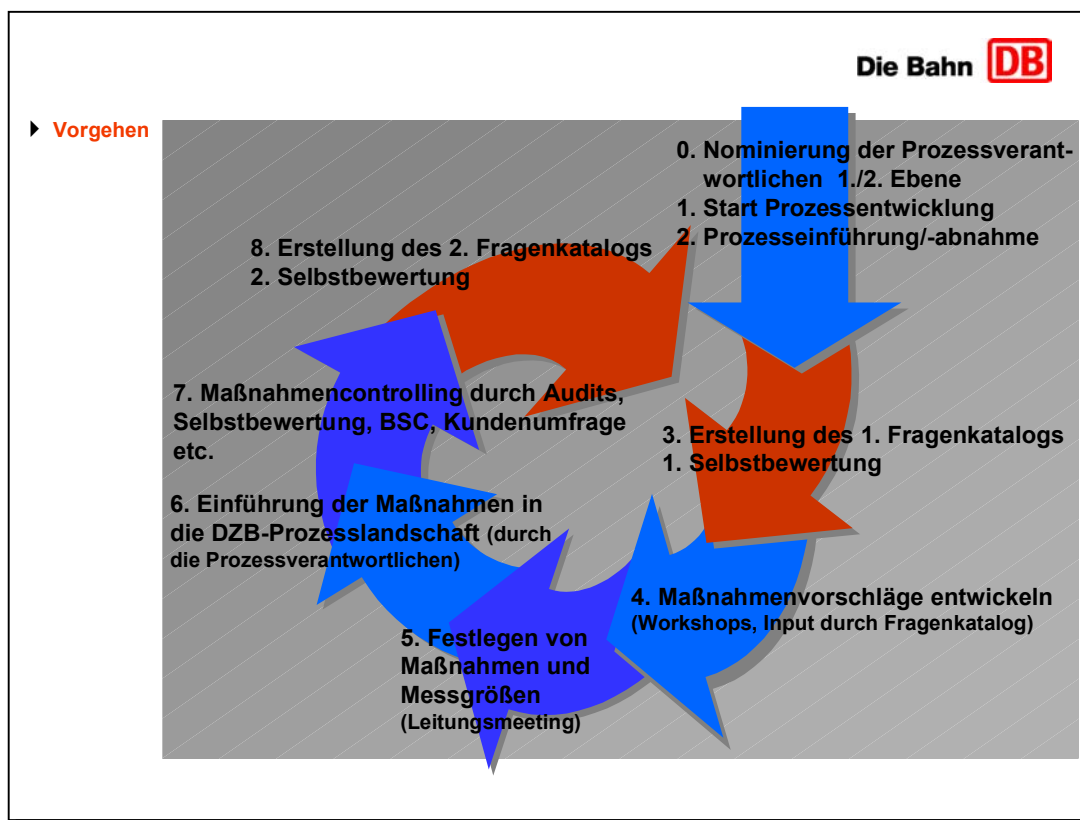 Die Bahn DB
Vorgehen
0. Nominierung der Prozessverant-
wortlichen 1./2. Ebene
1. Start Prozessentwicklung
2. Prozesseinführung/-abnahme
3. Erstellung des 1. Fragenkatalogs
1. Selbstbewertung
4. Maßnahmenvorschläge entwickeln
(Workshops, Input durch Fragenkatalog)
5. Festlegen von
Maßnahmen und
Messgrößen
(Leitungsmeeting)
6. Einführung der Maßnahmen in
die DZB-Prozesslandschaft (durch
die Prozessverantwortlichen)
7. Maßnahmencontrolling durch Audits,
Selbstbewertung, BSC, Kundenumfrage
etc.
8. Erstellung des 2. Fragenkatalogs
2. Selbstbewertung